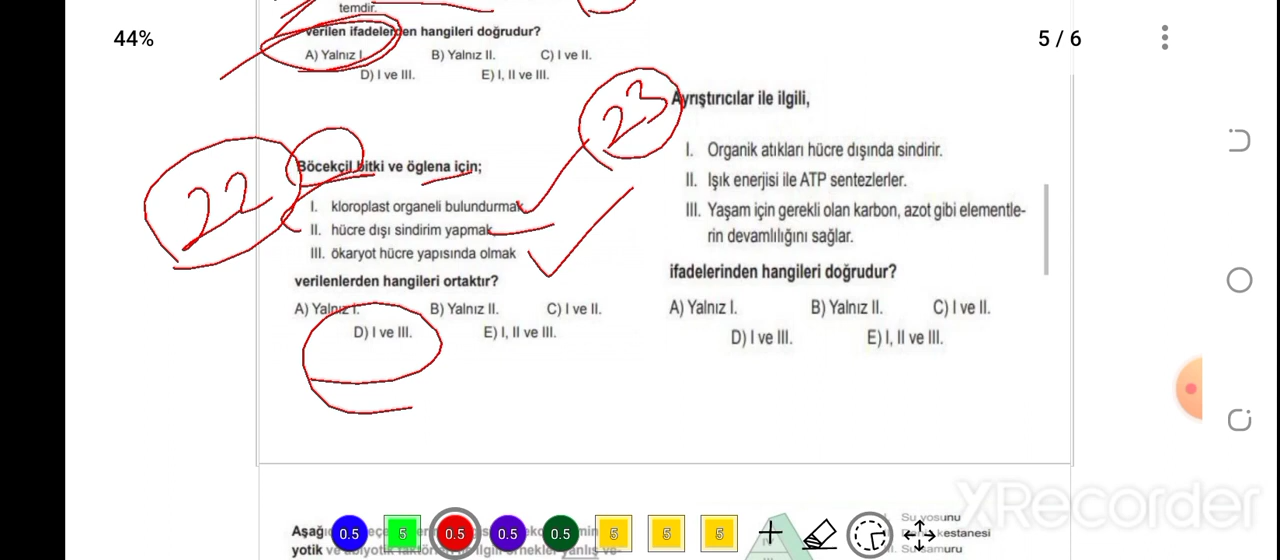 44%
5 / 6
temdir.
verilen ifadelerden hangileri doğrudur?
A) Yalnız I. B) Yalnız II. C) I ve II.
D) I ve III. E) I, II ve III.
22
Böcekçil bitki ve öglena için;
I. kloroplast organeli bulundurmak
II. hücre dışı sindirim yapmak
III. ökaryot hücre yapısında olmak
verilenlerden hangileri ortaktır?
A) Yalnız I. B) Yalnız II. C) I ve II.
D) I ve III. E) I, II ve III.
23
Ayrıştırıcılar ile ilgili,
I. Organik atıkları hücre dışında sindirir.
II. Işık enerjisi ile ATP sentezlerler.
III. Yaşam için gerekli olan karbon, azot gibi elementle-
rin devamlılığını sağlar.
ifadelerinden hangileri doğrudur?
A) Yalnız I. B) Yalnız II. C) I ve II.
D) I ve III. E) I, II ve III.
XRecorder
yotik ve
Su yosunu
kestanesi
Su samuru
0.5 5 0.5 0.5 0.5 5 5 5